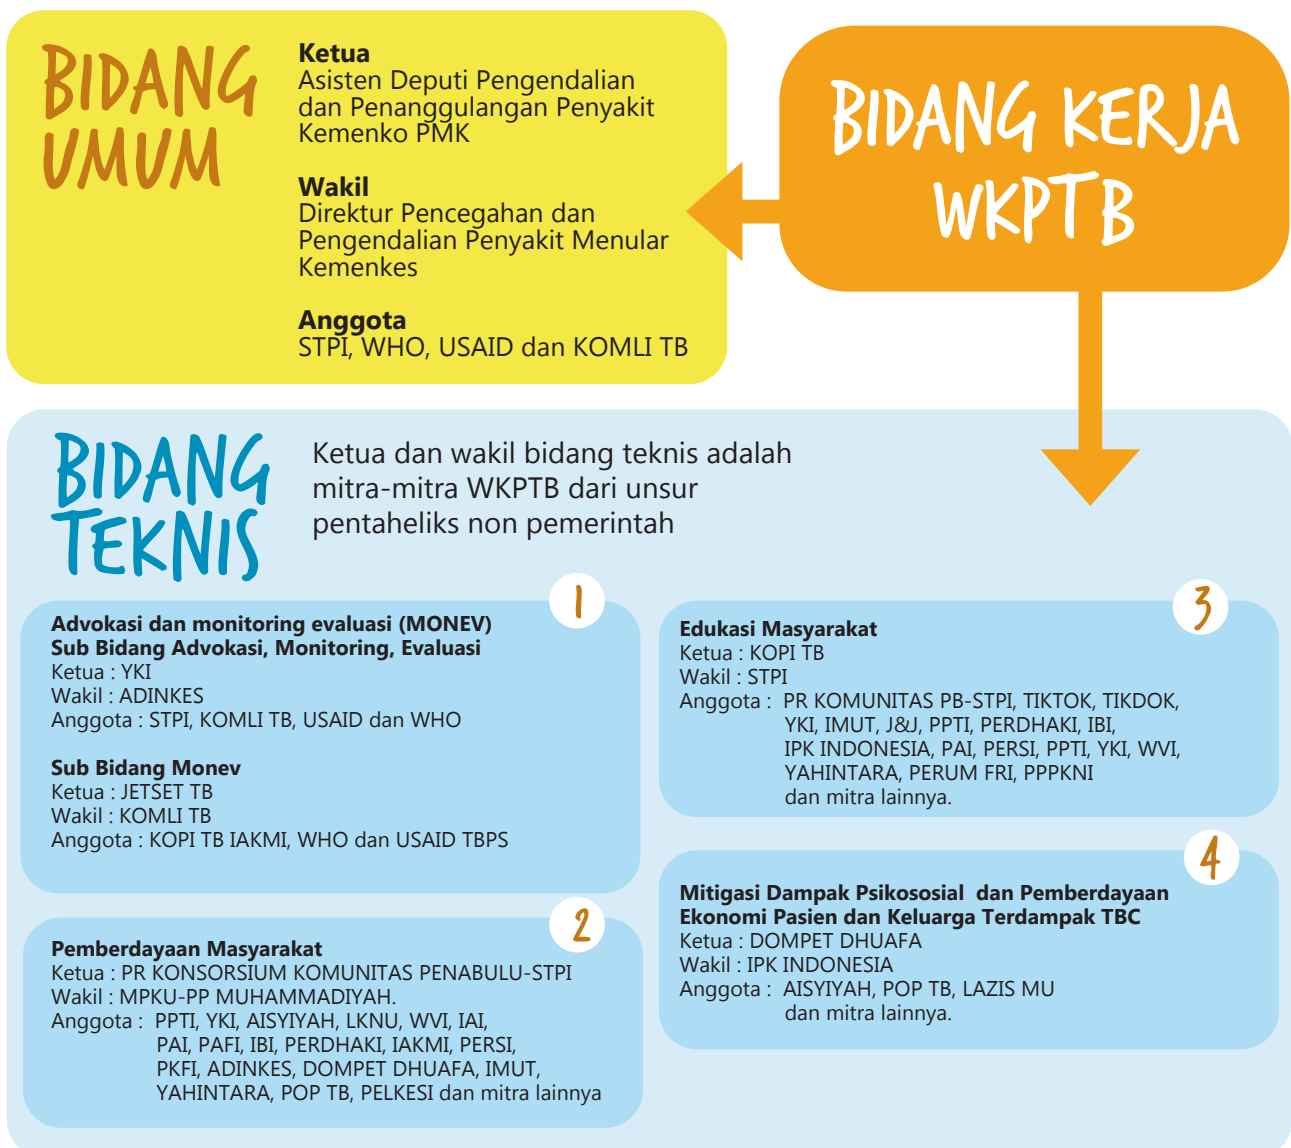 BIDANG
UMUM
Ketua
Asisten Deputi Pengendalian
dan Penanggulangan Penyakit
Kemenko PMK
Wakil
Direktur Pencegahan dan
Pengendalian Penyakit Menular
Kemenkes
Anggota
STPI, WHO, USAID dan KOMLI TB
BIDANG KERJA
WKPTB
BIDANG
TEKNIS
Ketua dan wakil bidang teknis adalah
mitra-mitra WKPTB dari unsur
pentaheliks non pemerintah
1
Advokasi dan monitoring evaluasi (MONEV)
Sub Bidang Advokasi, Monitoring, Evaluasi
Ketua : YKI
Wakil : ADINKES
Anggota : STPI, KOMLI TB, USAID dan WHO
Sub Bidang Monev
Ketua : JETSET TB
Wakil : KOMLI TB
Anggota : KOPI TB IAKMI, WHO dan USAID TBPS
2
Pemberdayaan Masyarakat
Ketua : PR KONSORSIUM KOMUNITAS PENABULU-STPI
Wakil : MPKU-PP MUHAMMADIYAH.
Anggota : PPTI, YKI, AISYIYAH, LKNU, WVI, IAI,
PAI, PAFI, IBI, PERDHAKI, IAKMI, PERSI,
PKFI, ADINKES, DOMPET DHUAFA, IMUT,
YAHINTARA, POP TB, PELKESI dan mitra lainnya
3
Edukasi Masyarakat
Ketua : KOPI TB
Wakil : STPI
Anggota : PR KOMUNITAS PB-STPI, TIKTOK, TIKDOK,
YKI, IMUT, J&J, PPTI, PERDHAKI, IBI,
IPK INDONESIA, PAI, PERSI, PPTI, YKI, WVI,
YAHINTARA, PERUM FRI, PPPKNI
dan mitra lainnya.
4
Mitigasi Dampak Psikososial dan Pemberdayaan
Ekonomi Pasien dan Keluarga Terdampak TBC
Ketua : DOMPET DHUAFA
Wakil : IPK INDONESIA
Anggota : AISYIYAH, POP TB, LAZIS MU
dan mitra lainnya.